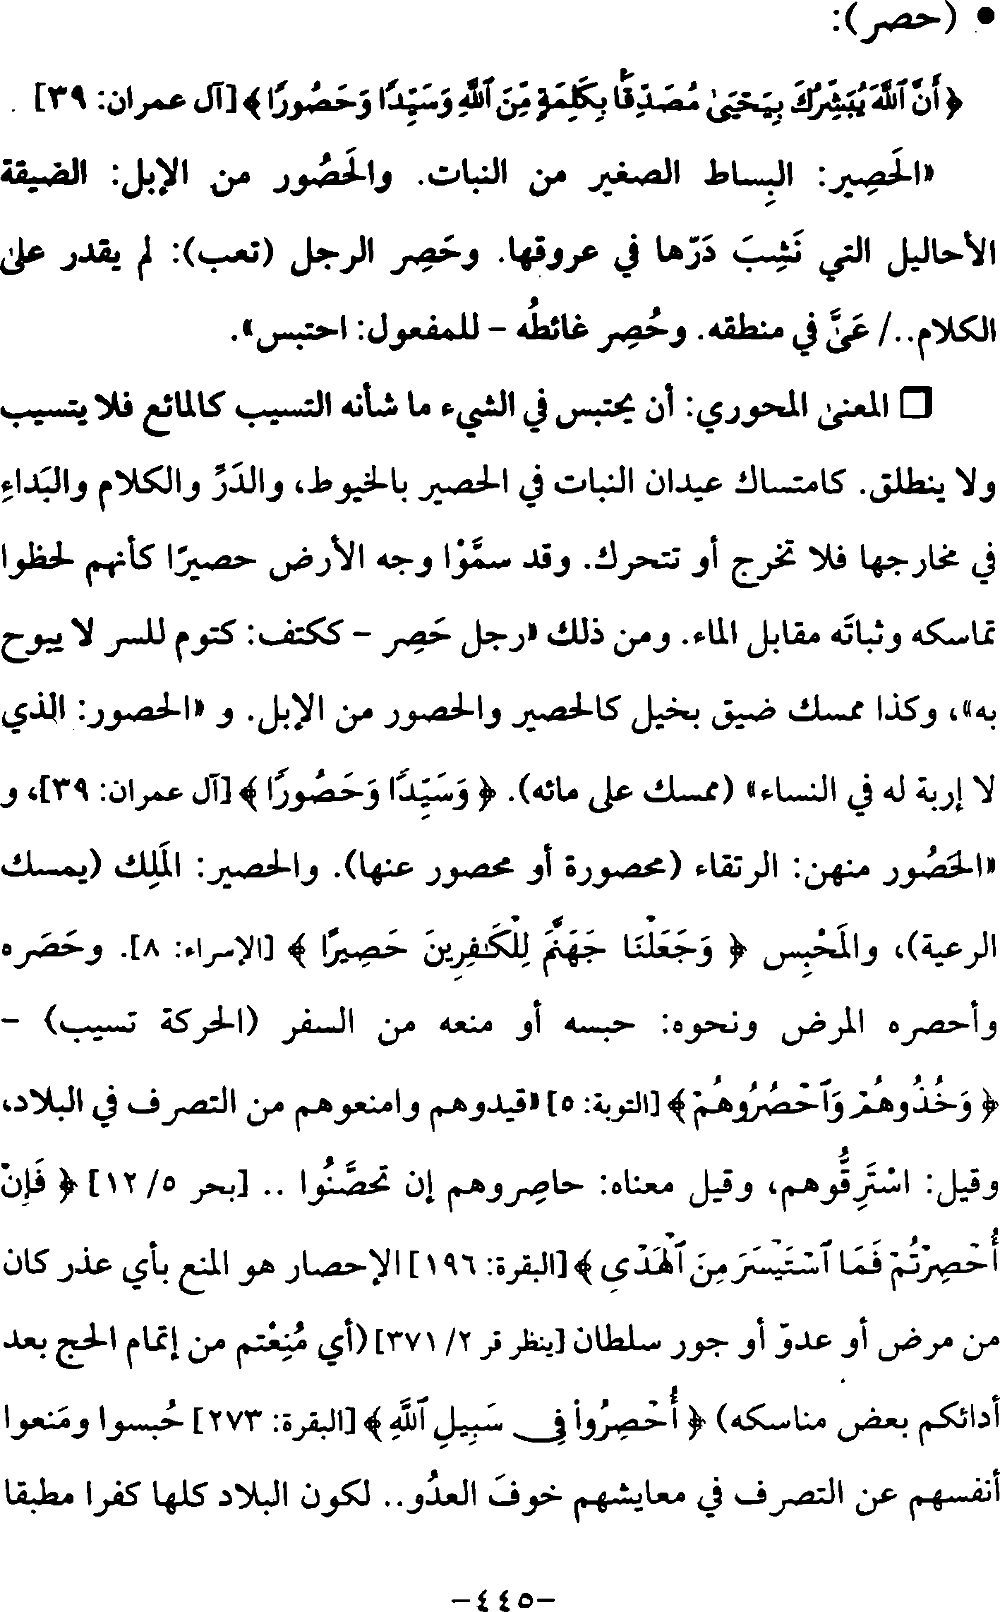 • (حصر):
﴿أَنَّ ٱللَّهَ يُبَشِّرُكَ بِيَحْيَىٰ مُصَدِّقًا بِكَلِمَةٍ مِّنَ ٱللَّهِ وَسَيِّدًا وَحَصُورًا﴾ [آل عمران: ٣٩]
«الحَصِير: البِساط الصغير من النبات. والحَصُور من الإبل: الضيقة
الأحاليل التي نَشِبَ دَرّها في عروقها. وحَصِر الرجل (تعب): لم يقدر على
الكلام../ عَىَّ في منطقه. وحُصِر غائطُه - للمفعول: احتبس».
□ المعنى المحوري: أن يحتبس في الشيء ما شأنه التسيب كالمائع فلا يتسيب
ولا ينطلق. كامتساك عيدان النبات في الحصير بالخيوط، والدَرِّ والكلام والبَداءِ
في مخارجها فلا تخرج أو تتحرك. وقد سمَّوْا وجه الأرض حصيرًا كأنهم لحظوا
تماسكه وثباتَه مقابل الماء. ومن ذلك «رجل حَصِر - ككتف: كتوم للسر لا يبوح
به»، وكذا ممسك ضيق بخيل كالحصير والحصور من الإبل. و «الحصور: الذي
لا إربة له في النساء» (ممسك على مائه). ﴿وَسَيِّدًا وَحَصُورًا﴾ [آل عمران: ٣٩]، و
«الحَصُور منهن: الرتقاء (محصورة أو محصور عنها). والحصير: المَلِك (يمسك
الرعية)، والمَحْبِس ﴿وَجَعَلْنَا جَهَنَّمَ لِلْكَٰفِرِينَ حَصِيرًا﴾ [الإسراء: ٨]. وحَصَره
وأحصره المرض ونحوه: حبسه أو منعه من السفر (الحركة تسيب) -
﴿وَخُذُوهُمْ وَٱحْصُرُوهُمْ﴾ [التوبة: ٥] «قيدوهم وامنعوهم من التصرف في البلاد،
وقيل: اسْتَرِقُّوهم، وقيل معناه: حاصِروهم إن تحصَّنُوا .. [بحر ٥/ ١٢] ﴿فَإِنْ
أُحْصِرْتُمْ فَمَا ٱسْتَيْسَرَ مِنَ ٱلْهَدْىِ﴾ [البقرة: ١٩٦] الإحصار هو المنع بأي عذر كان
من مرض أو عدوّ أو جور سلطان [ينظر قر ٢/ ٣٧١] (أي مُنِعْتم من إتمام الحج بعد
أدائكم بعض مناسكه) ﴿أُحْصِرُواْ فِى سَبِيلِ ٱللَّهِ﴾ [البقرة: ٢٧٣] حُبسوا ومَنعوا
أنفسهم عن التصرف في معايشهم خوفَ العدُو.. لكون البلاد كلها كفرا مطبقا
-٤٤٥-